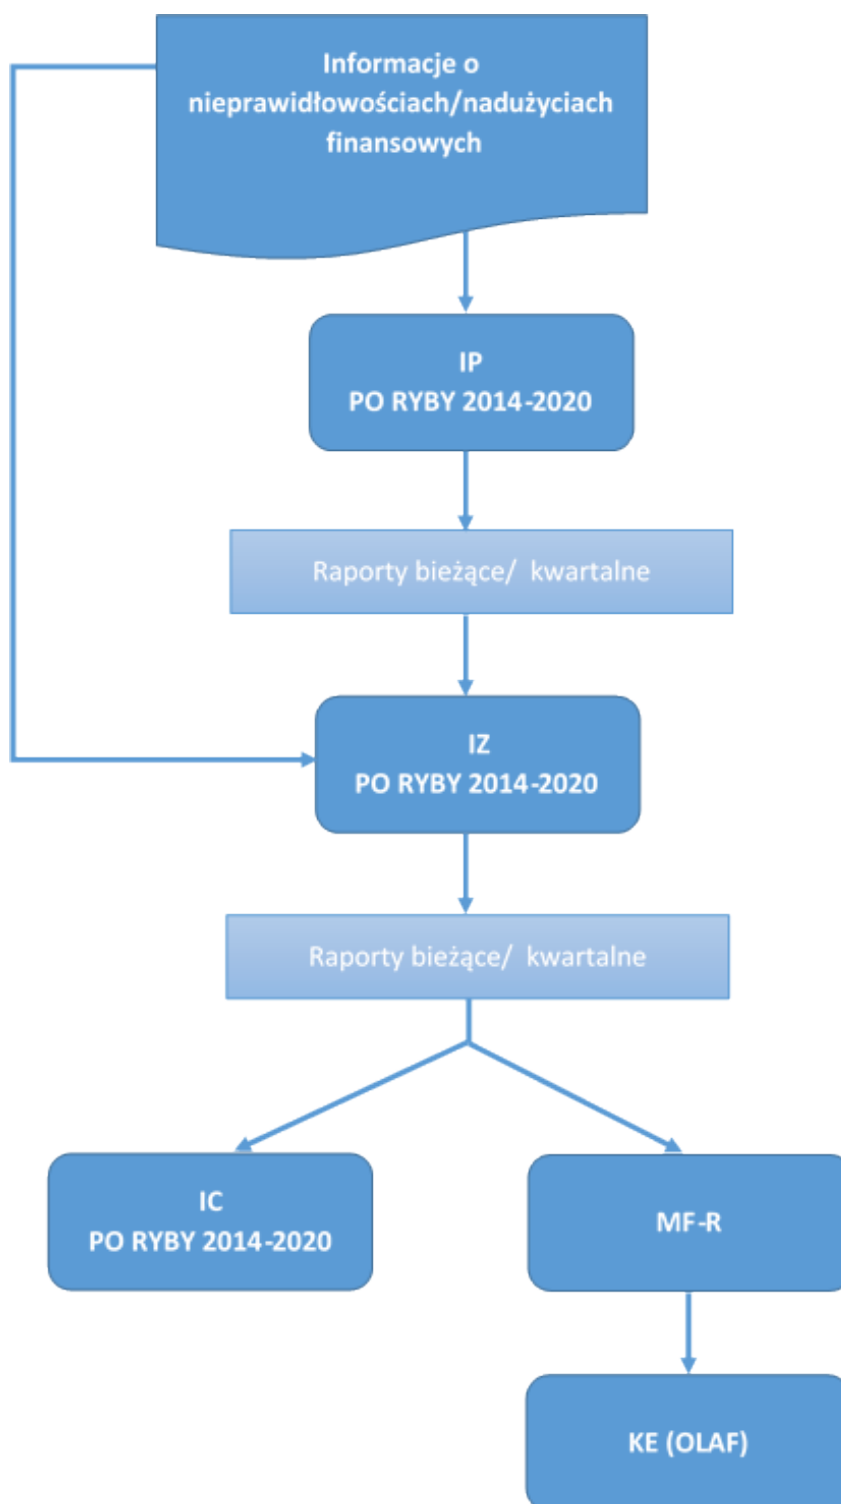 Informacje o
nieprawidłowościach/nadużyciach
finansowych
IP
PO RYBY 2014-2020
Raporty bieżące/ kwartalne
IZ
PO RYBY 2014-2020
Raporty bieżące/ kwartalne
IC
PO RYBY 2014-2020
MF-R
KE (OLAF)